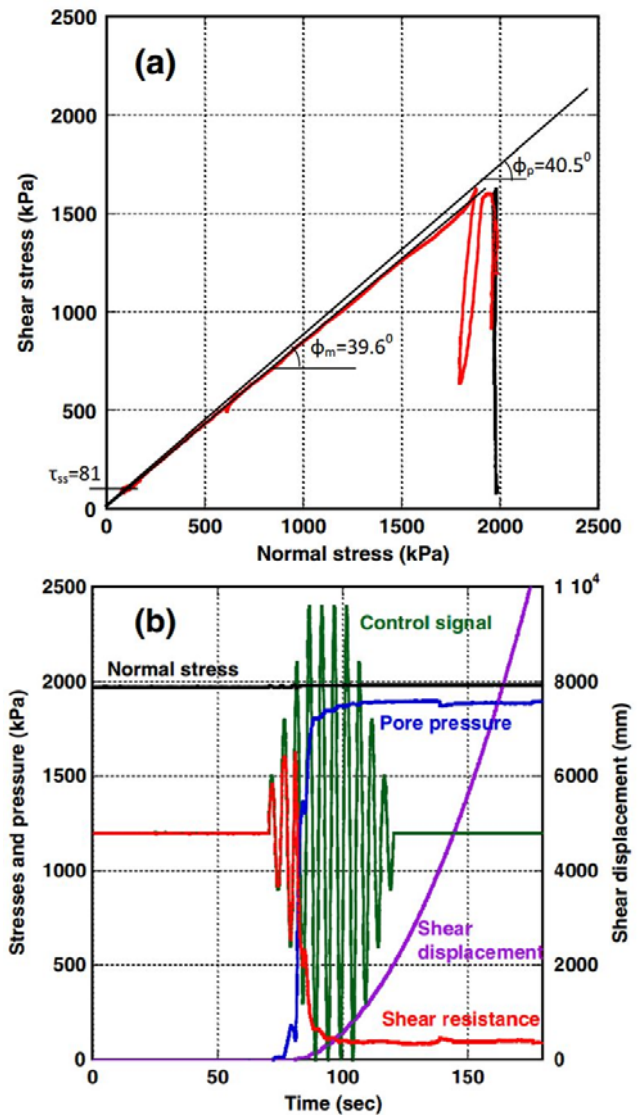 (a)
2500
2000
1500
1000
500
0
Shear stress (kPa)
ϕp=40.5⁰
ϕm=39.6⁰
τss=81
0 500 1000 1500 2000 2500
Normal stress (kPa)
(b)
2500
2000
1500
1000
500
0
Stresses and pressure (kPa)
1 10⁴
8000
6000
4000
2000
0
Shear displacement (mm)
Control signal
Normal stress
Pore pressure
Shear
displacement
Shear resistance
0 50 100 150
Time (sec)